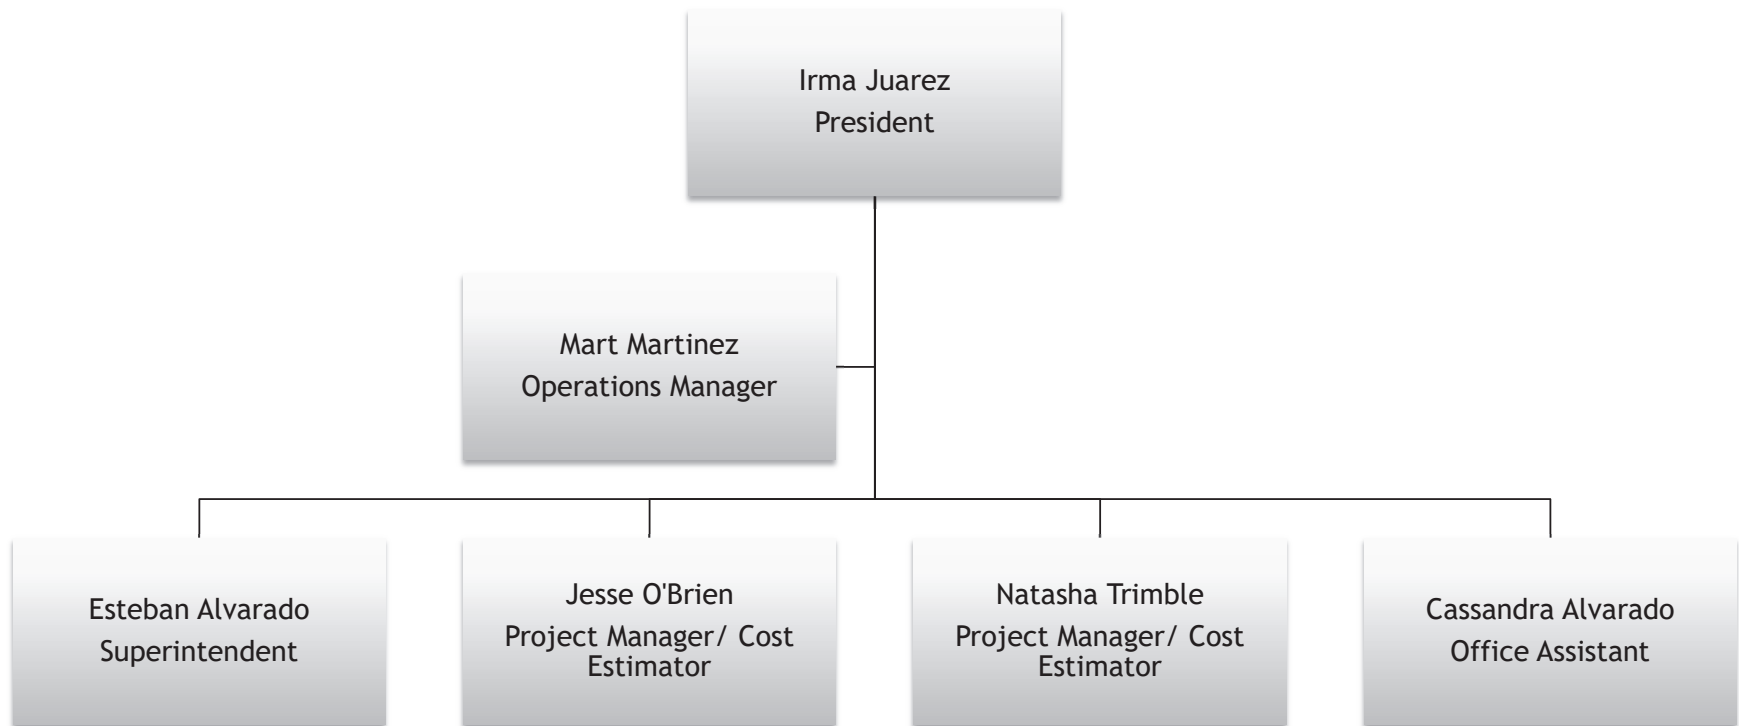 Irma Juarez
President
Mart Martinez
Operations Manager
Esteban Alvarado
Superintendent
Jesse O'Brien
Project Manager/ Cost
Estimator
Natasha Trimble
Project Manager/ Cost
Estimator
Cassandra Alvarado
Office Assistant